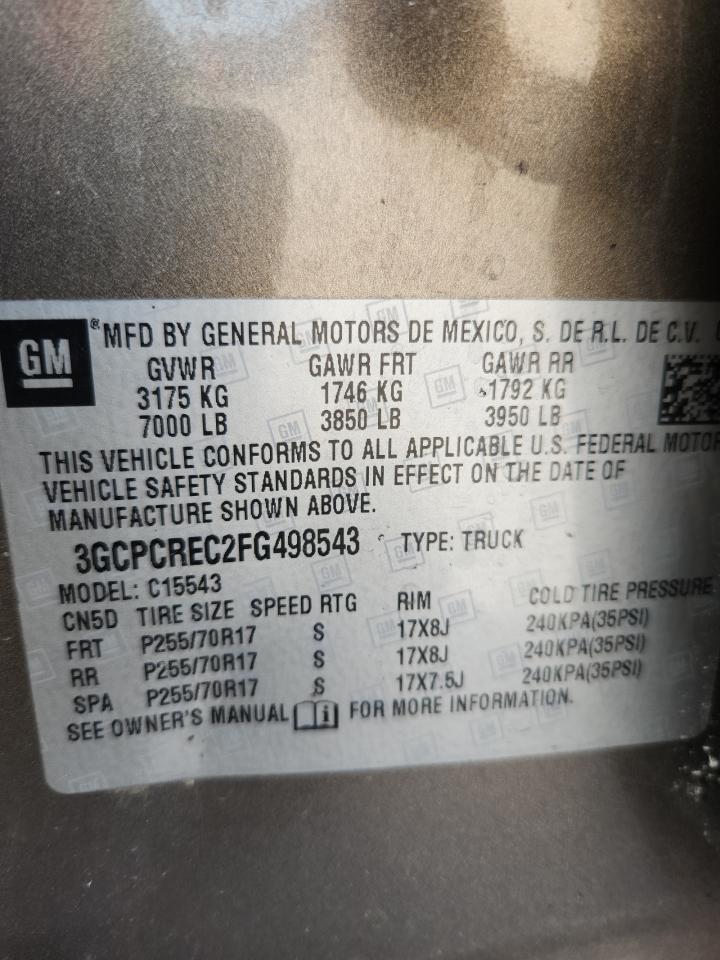 GM
®MFD BY GENERAL MOTORS DE MEXICO, S. DE R.L. DE C.V.
GVWR GAWR FRT GAWR RR
3175 KG 1746 KG 1792 KG
7000 LB 3850 LB 3950 LB
THIS VEHICLE CONFORMS TO ALL APPLICABLE U.S. FEDERAL MOTOR
VEHICLE SAFETY STANDARDS IN EFFECT ON THE DATE OF
MANUFACTURE SHOWN ABOVE.
3GCPCREC2FG498543 TYPE: TRUCK
MODEL: C15543
CN5D TIRE SIZE SPEED RTG RIM COLD TIRE PRESSURE
FRT P255/70R17 S 17X8J 240KPA(35PSI)
RR P255/70R17 S 17X8J 240KPA(35PSI)
SPA P255/70R17 S 17X7.5J 240KPA(35PSI)
SEE OWNER'S MANUAL i FOR MORE INFORMATION.